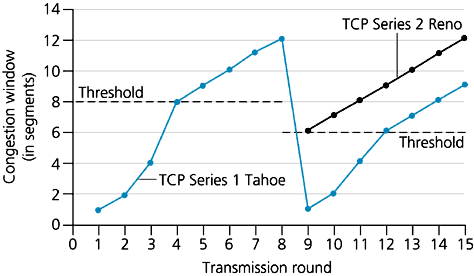 14
12
10
8
6
4
2
0
Congestion window
(in segments)
TCP Series 2 Reno
Threshold
Threshold
TCP Series 1 Tahoe
0 1 2 3 4 5 6 7 8 9 10 11 12 13 14 15
Transmission round